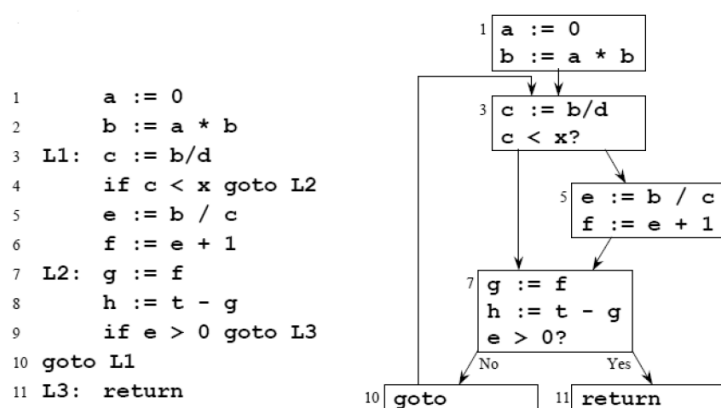 1 a := 0
2 b := a * b
3 L1: c := b/d
4 if c < x goto L2
5 e := b / c
6 f := e + 1
7 L2: g := f
8 h := t - g
9 if e > 0 goto L3
10 goto L1
11 L3: return
1 a := 0
b := a * b
3 c := b/d
c < x?
5 e := b / c
f := e + 1
7 g := f
h := t - g
e > 0?
No Yes
10 goto 11 return